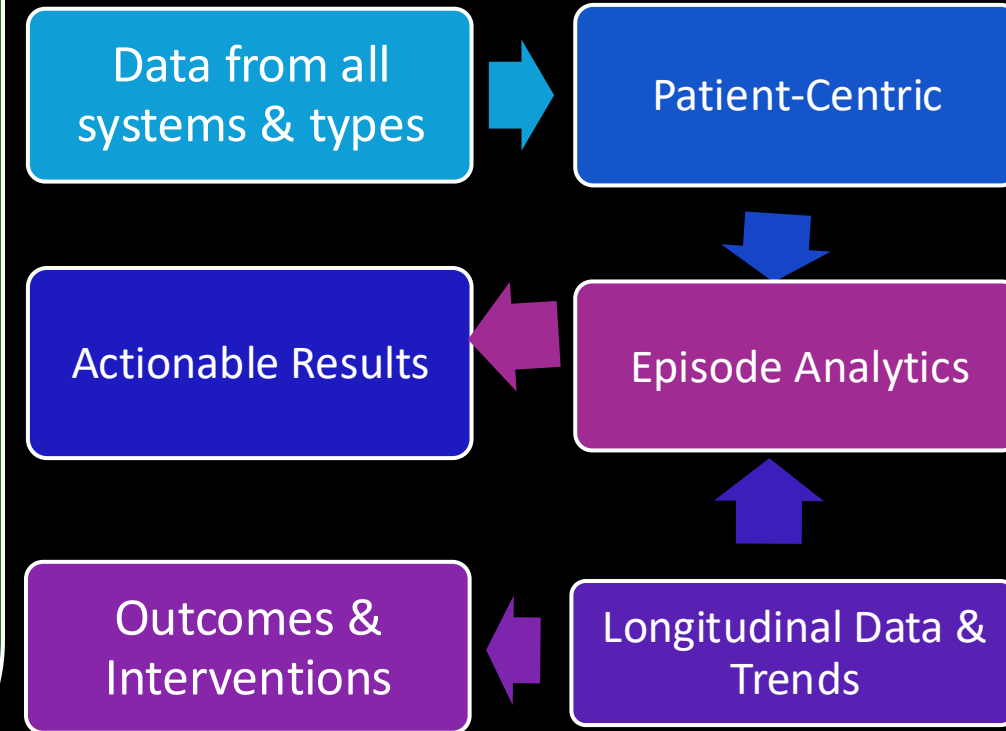 Data from all
systems & types
Patient-Centric
Actionable Results
Episode Analytics
Outcomes &
Interventions
Longitudinal Data &
Trends